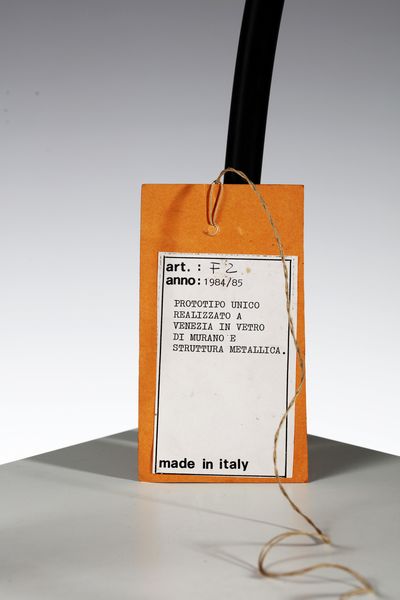 art. : F2
anno: 1984/85
PROTOTIPO UNICO
REALIZZATO A
VENEZIA IN VETRO
DI MURANO E
STRUTTURA METALLICA.
made in italy